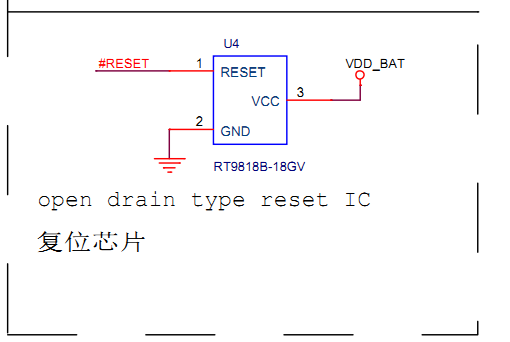 U4
#RESET
1
RESET
VDD_BAT
VCC
3
2
GND
RT9818B-18GV
open drain type reset IC
复位芯片